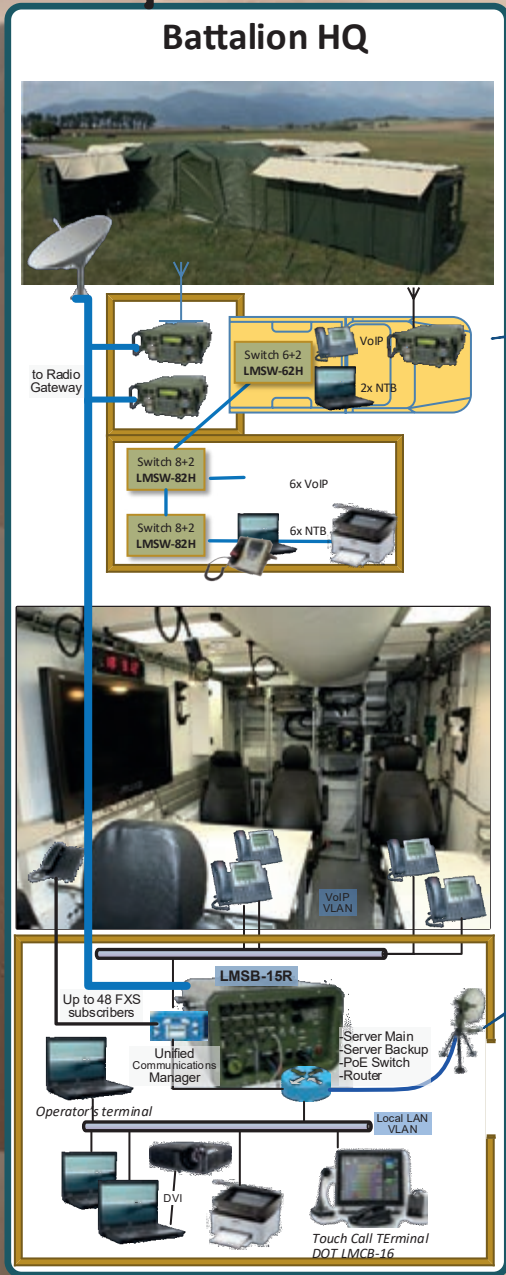 Battalion HQ
to Radio
Gateway
Switch 6+2
LMSW-62H
VoIP
2x NTB
Switch 8+2
LMSW-82H
6x VoIP
Switch 8+2
LMSW-82H
6x NTB
VoIP
VLAN
LMSB-15R
Up to 48 FXS
subscribers
Unified
Communications
Manager
-Server Main
-Server Backup
-PoE Switch
-Router
Operator's terminal
Local LAN
VLAN
DVI
Touch Call TErminal
DOT LMCB-16